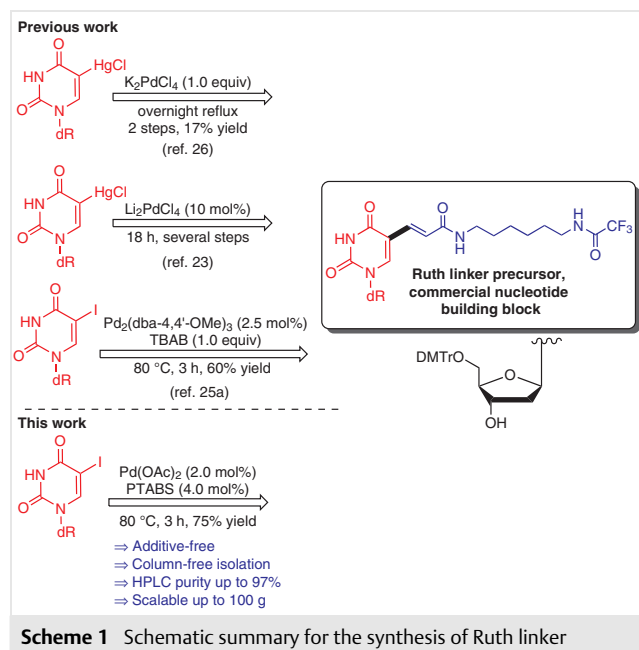 Previous work
O
HgCl
HN
O
N
dR
K2PdCl4 (1.0 equiv)
overnight reflux
2 steps, 17% yield
(ref. 26)
O
HgCl
HN
O
N
dR
Li2PdCl4 (10 mol%)
18 h, several steps
(ref. 23)
O
I
HN
O
N
dR
Pd2(dba-4,4'-OMe)3 (2.5 mol%)
TBAB (1.0 equiv)
80 °C, 3 h, 60% yield
(ref. 25a)
O
O
HN
O
N
dR
N
H
H
N
CF3
O
Ruth linker precursor,
commercial nucleotide
building block
DMTrO
O
OH
This work
O
I
HN
O
N
dR
Pd(OAc)2 (2.0 mol%)
PTABS (4.0 mol%)
80 °C, 3 h, 75% yield
⇒ Additive-free
⇒ Column-free isolation
⇒ HPLC purity up to 97%
⇒ Scalable up to 100 g
Scheme 1 Schematic summary for the synthesis of Ruth linker